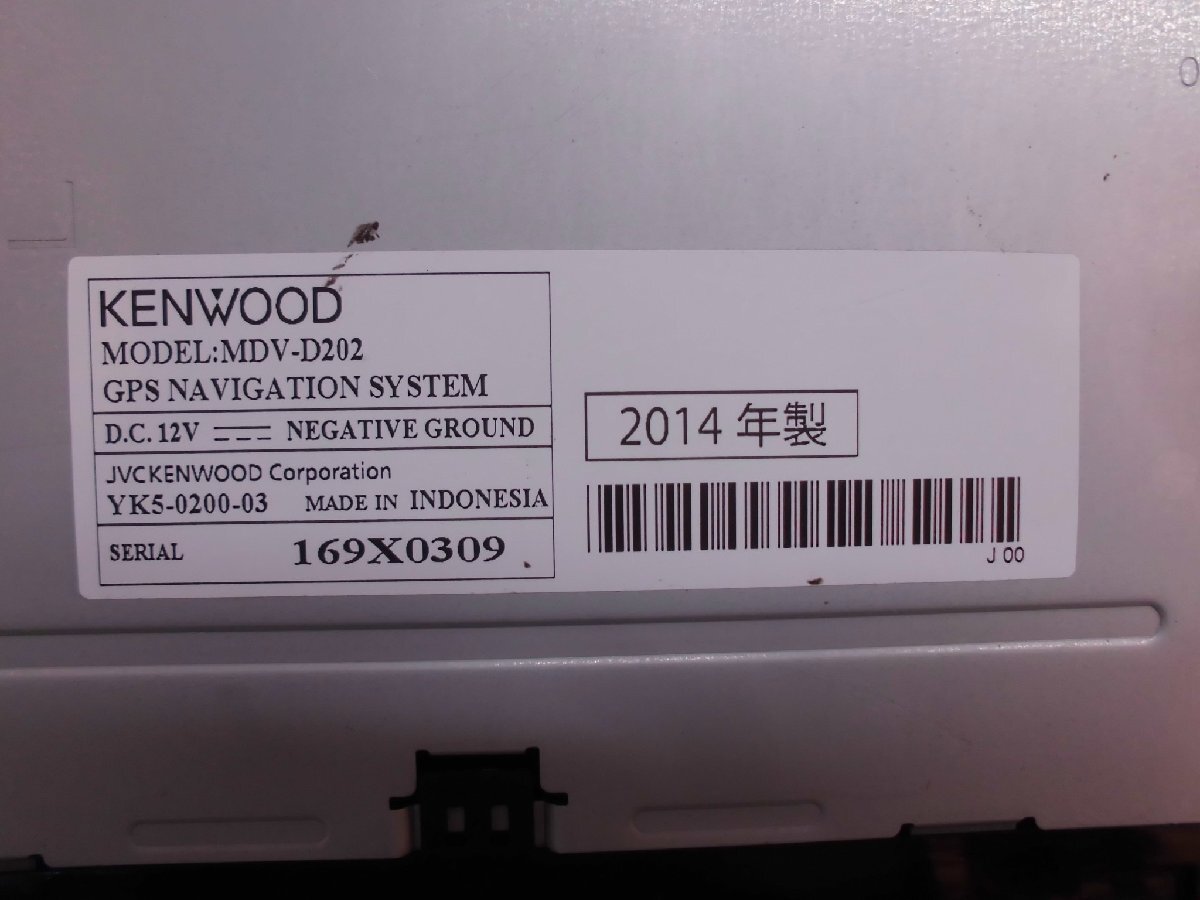 KENWOOD
MODEL:MDV-D202
GPS NAVIGATION SYSTEM
D.C. 12V NEGATIVE GROUND
JVCKENWOOD Corporation
YK5-0200-03 MADE IN INDONESIA
SERIAL 169X0309
2014 年製
J 00
0